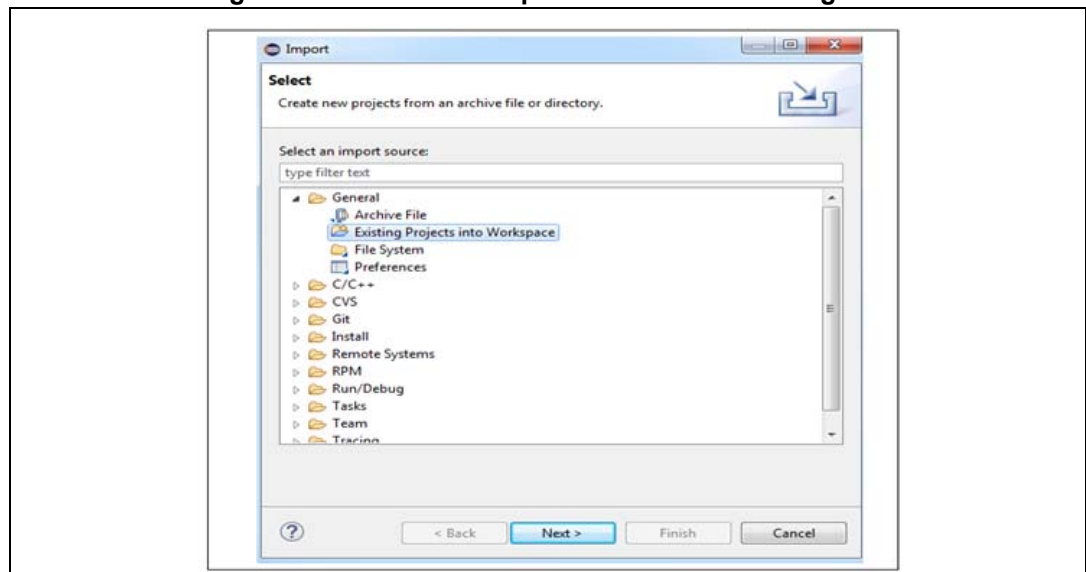 Import
Select
Create new projects from an archive file or directory.
Select an import source:
type filter text
General
Archive File
Existing Projects into Workspace
File System
Preferences
C/C++
CVS
Git
Install
Remote Systems
RPM
Run/Debug
Tasks
Team
Tracing
? < Back Next > Finish Cancel